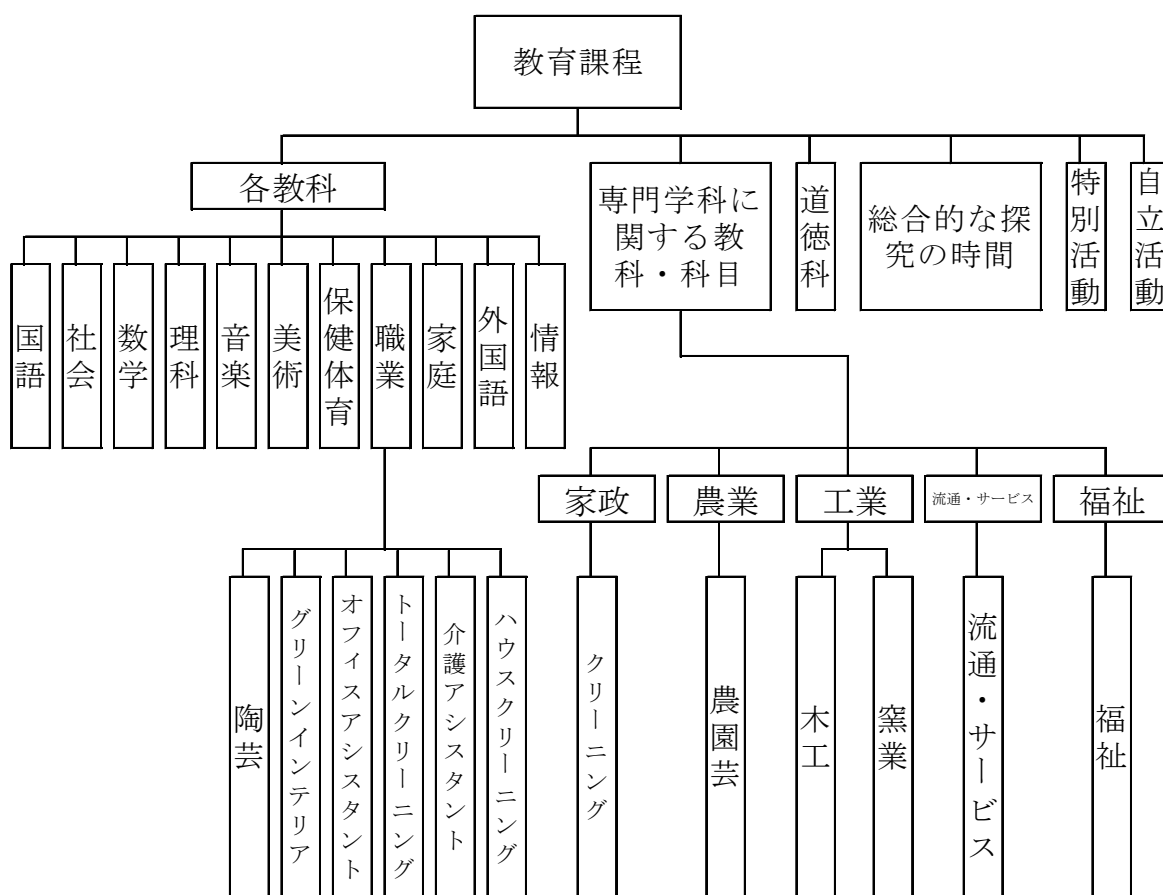 教育課程
各教科
専門学科に
関する教
科・科目
道徳科
総合的な探
究の時間
特別活動
自立活動
国語
社会
数学
理科
音楽
美術
保健体育
職業
家庭
外国語
情報
家政
農業
工業
流通・サービス
福祉
陶芸
グリーンインテリア
オフィスアシスタント
トータルクリーニング
介護アシスタント
ハウスクリーニング
クリーニング
農園芸
木工
窯業
流通・サービス
福祉